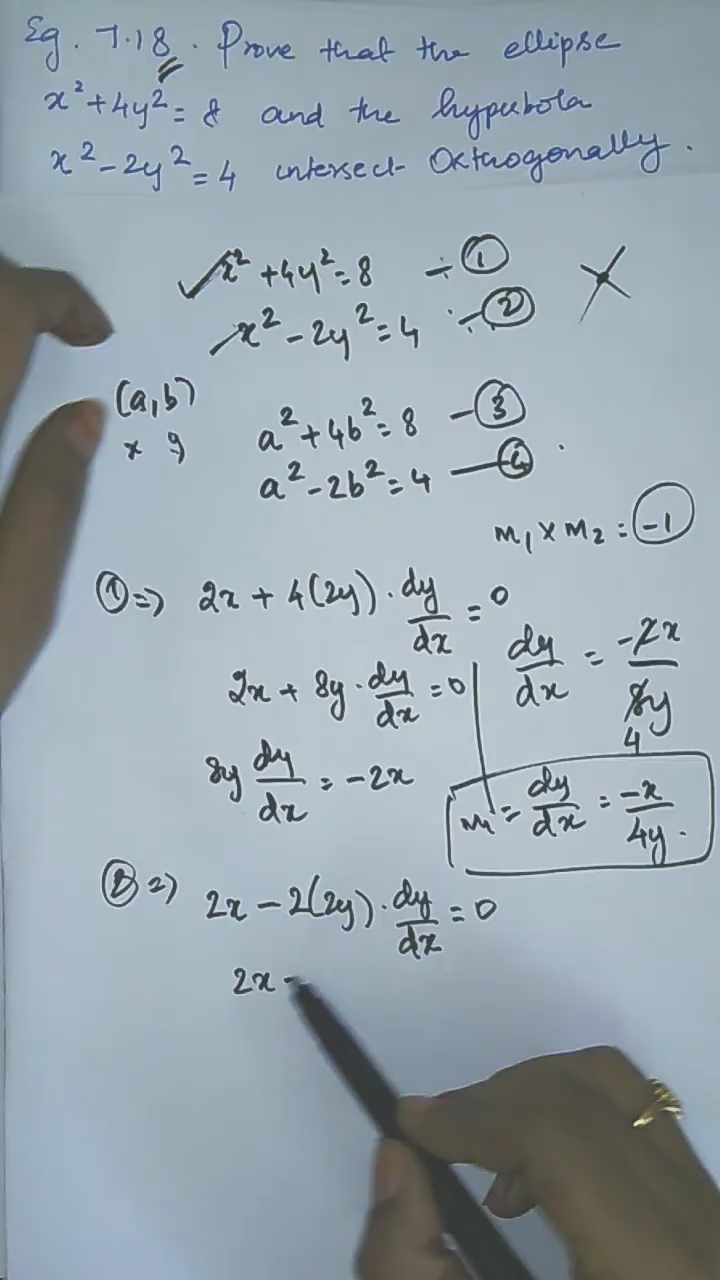 Eg. 7.18. Prove that the ellipse
x² + 4y² = 8 and the hyperbola
x² - 2y² = 4 intersect Orthogonally.
x² + 4y² = 8 - ①
x² - 2y² = 4 - ②
(a, b)
x y
a² + 4b² = 8 - ③
a² - 2b² = 4 - ④
m₁ × m₂ = -1
① ⇒ 2x + 4(2y) · dy/dx = 0
2x + 8y · dy/dx = 0
8y dy/dx = -2x
dy/dx = -2x/8y
4
m₁ = dy/dx = -x/4y.
② ⇒ 2x - 2(2y) · dy/dx = 0
2x -